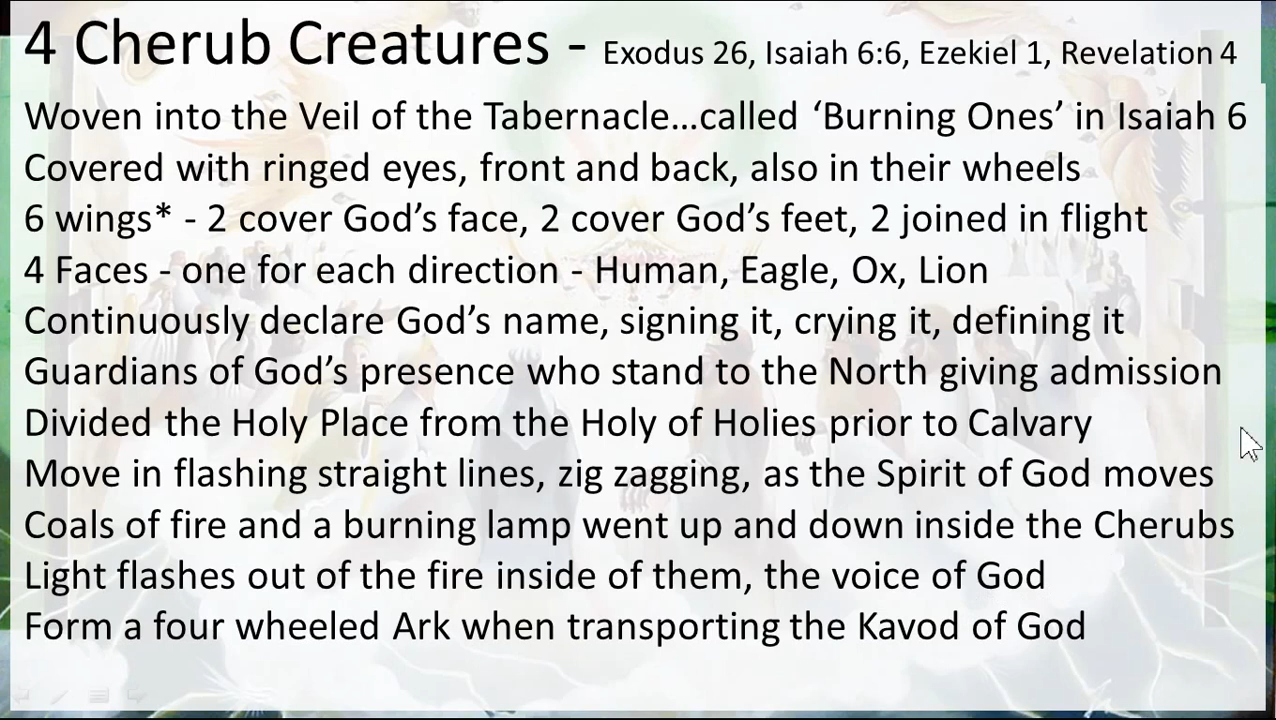 4 Cherub Creatures - Exodus 26, Isaiah 6:6, Ezekiel 1, Revelation 4
Woven into the Veil of the Tabernacle...called ‘Burning Ones’ in Isaiah 6
Covered with ringed eyes, front and back, also in their wheels
6 wings* - 2 cover God’s face, 2 cover God’s feet, 2 joined in flight
4 Faces - one for each direction - Human, Eagle, Ox, Lion
Continuously declare God’s name, signing it, crying it, defining it
Guardians of God’s presence who stand to the North giving admission
Divided the Holy Place from the Holy of Holies prior to Calvary
Move in flashing straight lines, zig zagging, as the Spirit of God moves
Coals of fire and a burning lamp went up and down inside the Cherubs
Light flashes out of the fire inside of them, the voice of God
Form a four wheeled Ark when transporting the Kavod of God